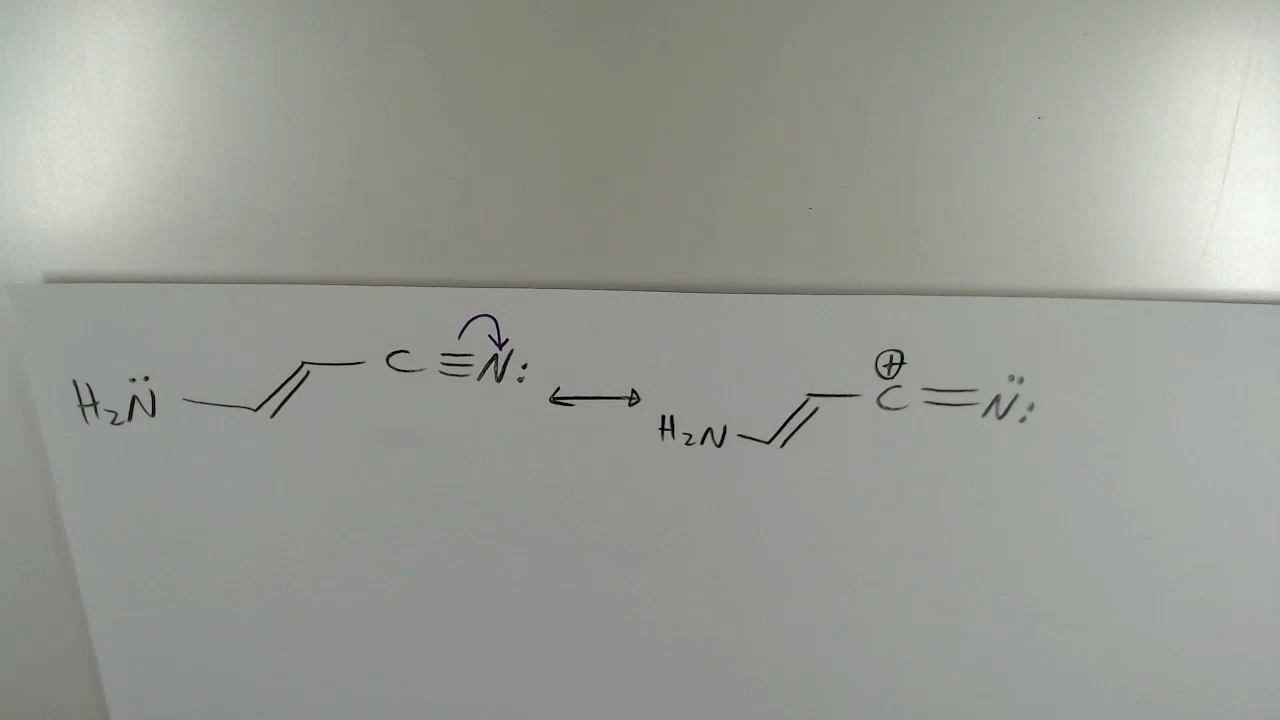 H₂N̈ C≡N: ⟷ H₂N ⊕ C=N̈: